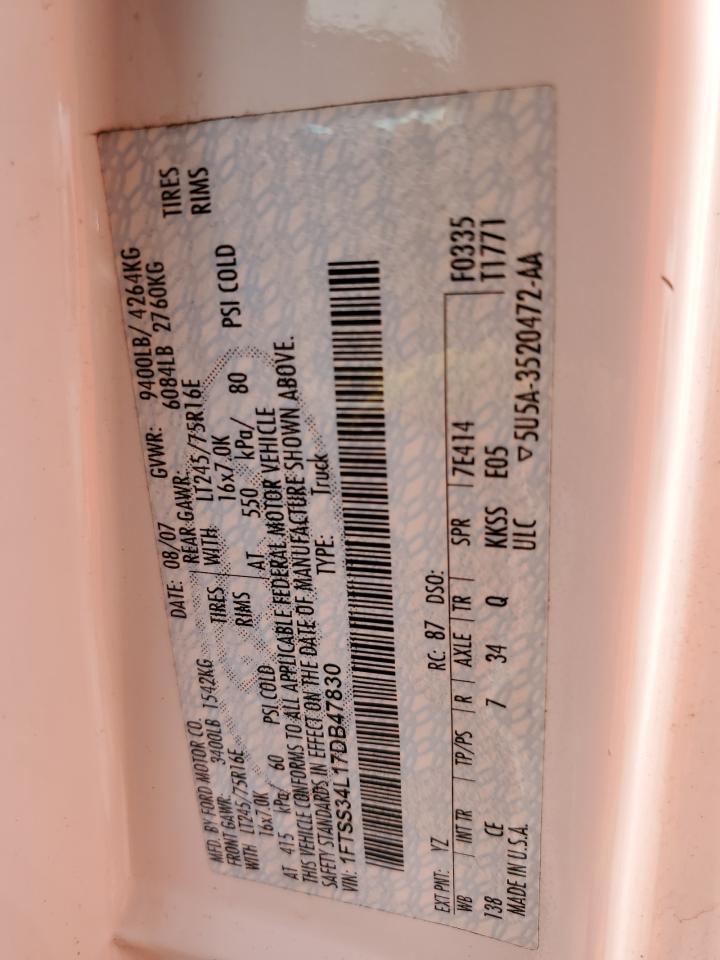 MFD. BY FORD MOTOR CO.
DATE: 08/07 GVWR: 9400LB/ 4264KG
FRONT GAWR: 3400LB 1542KG REAR GAWR: 6084LB 2760KG
WITH LT245/75R16E TIRES WITH LT245/75R16E TIRES
16x7.0K RIMS 16x7.0K RIMS
AT 415 kPa/ 60 PSI COLD AT 550 kPa/ 80 PSI COLD
THIS VEHICLE CONFORMS TO ALL APPLICABLE FEDERAL MOTOR VEHICLE
SAFETY STANDARDS IN EFFECT ON THE DATE OF MANUFACTURE SHOWN ABOVE.
VIN: 1FTSS34L17DB47830 TYPE: Truck
F0335
T1771
EXT PNT: YZ RC: 87 DSO:
WB INT TR TP/PS R AXLE TR SPR 7E414
138 CE 7 34 Q KKSS E05
MADE IN U.S.A. ULC ▽5U5A-3520472-AA